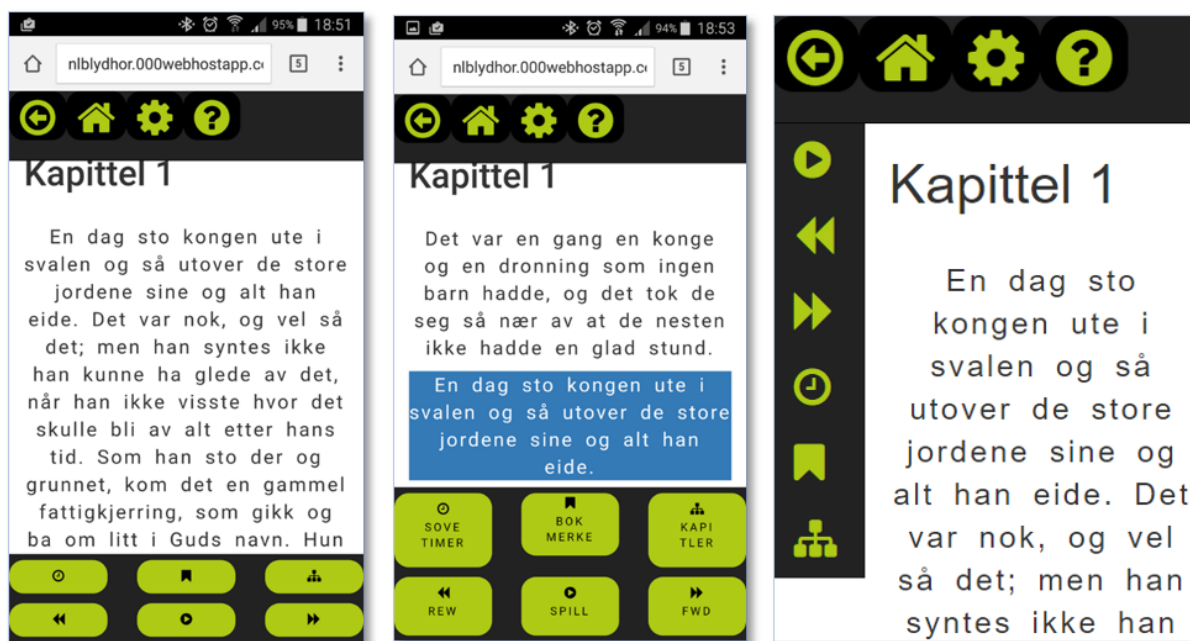 95% 18:51
nlblydhor.000webhostapp.c
5
Kapittel 1
En dag sto kongen ute i
svalen og så utover de store
jordene sine og alt han
eide. Det var nok, og vel så
det; men han syntes ikke
han kunne ha glede av det,
når han ikke visste hvor det
skulle bli av alt etter hans
tid. Som han sto der og
grunnet, kom det en gammel
fattigkjerring, som gikk og
ba om litt i Guds navn. Hun
94% 18:53
nlblydhor.000webhostapp.c
5
Kapittel 1
Det var en gang en konge
og en dronning som ingen
barn hadde, og det tok de
seg så nær av at de nesten
ikke hadde en glad stund.
En dag sto kongen ute i
svalen og så utover de store
jordene sine og alt han
eide.
SOVE
TIMER
BOK
MERKE
KAPI
TLER
REW
SPILL
FWD
Kapittel 1
En dag sto
kongen ute i
svalen og så
utover de store
jordene sine og
alt han eide. Det
var nok, og vel
så det; men han
syntes ikke han